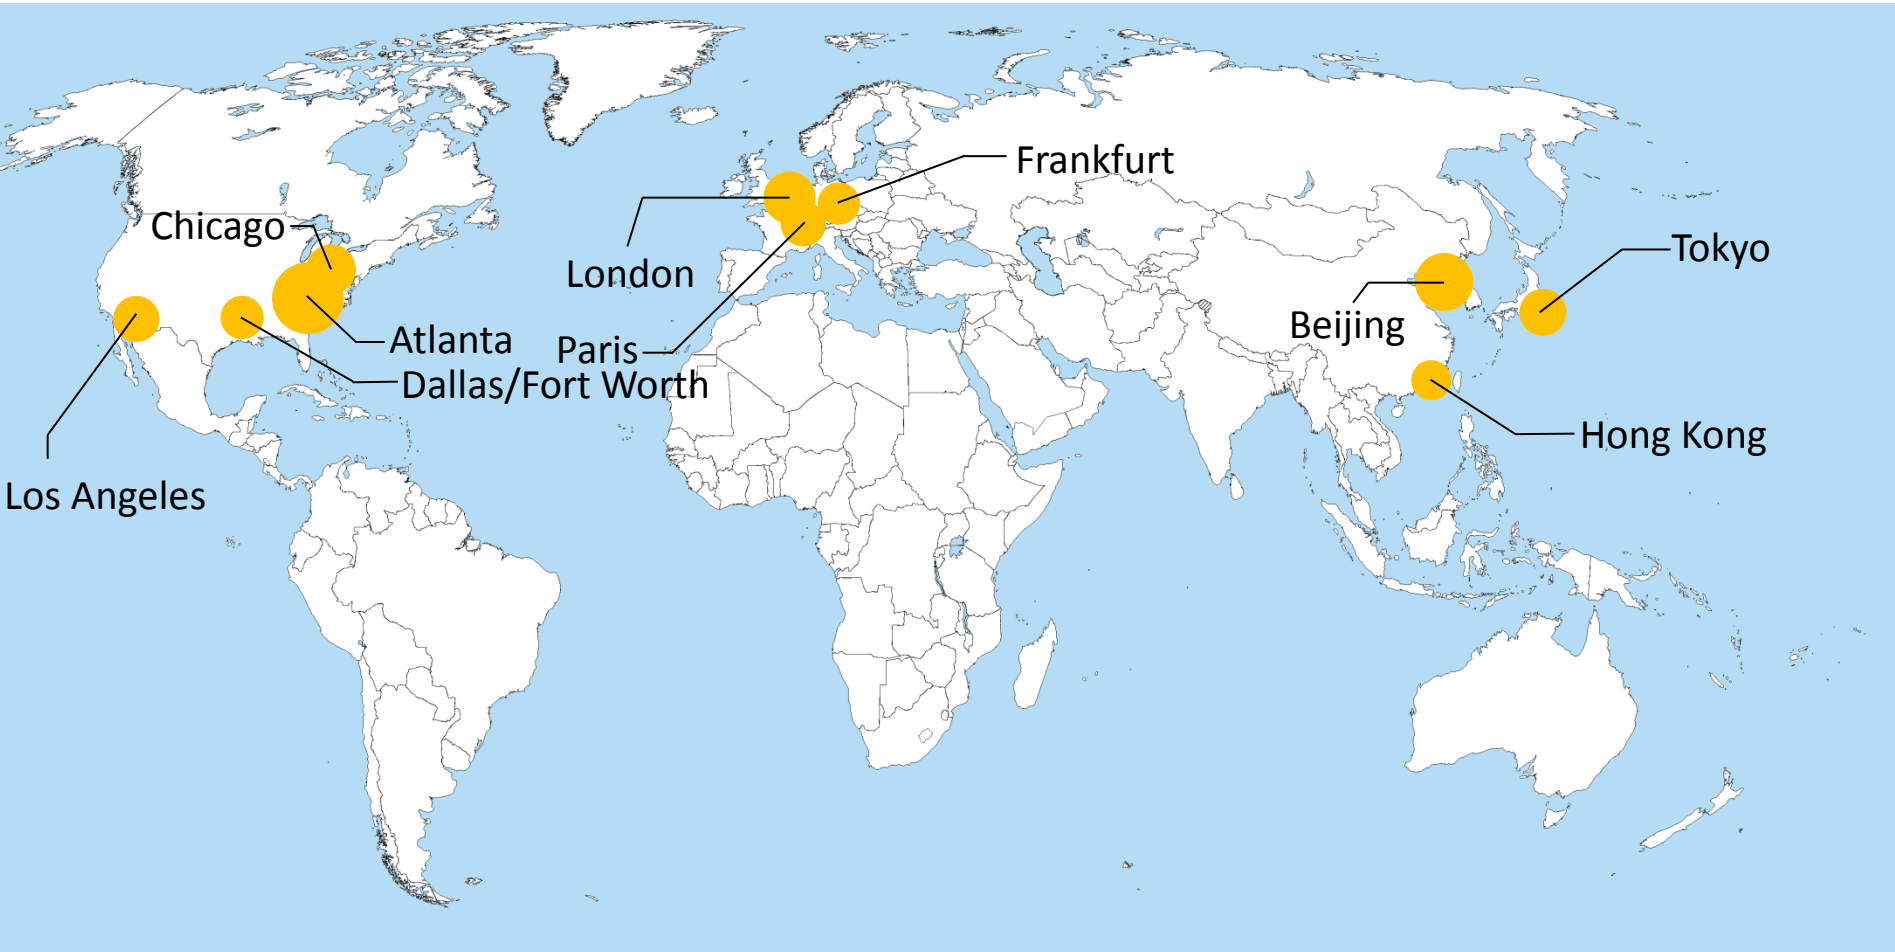 Frankfurt
Chicago
Tokyo
London
Beijing
Atlanta
Paris
Dallas/Fort Worth
Hong Kong
Los Angeles